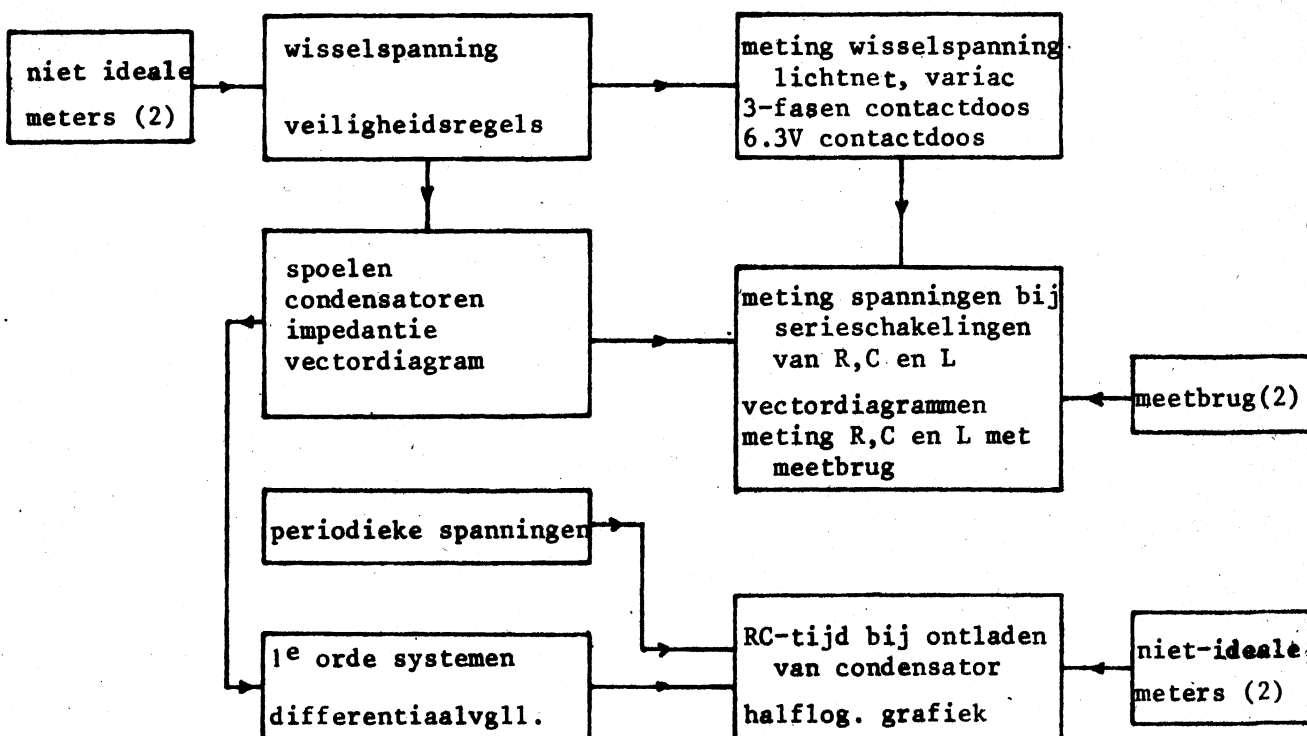 niet ideale
meters (2)
wisselspanning
veiligheidsregels
meting wisselspanning
lichtnet, variac
3-fasen contactdoos
6.3V contactdoos
spoelen
condensatoren
impedantie
vectordiagram
meting spanningen bij
serieschakelingen
van R,C en L
vectordiagrammen
meting R,C en L met
meetbrug
meetbrug(2)
periodieke spanningen
1e orde systemen
differentiaalvgll.
RC-tijd bij ontladen
van condensator
halflog. grafiek
niet-ideale
meters (2)